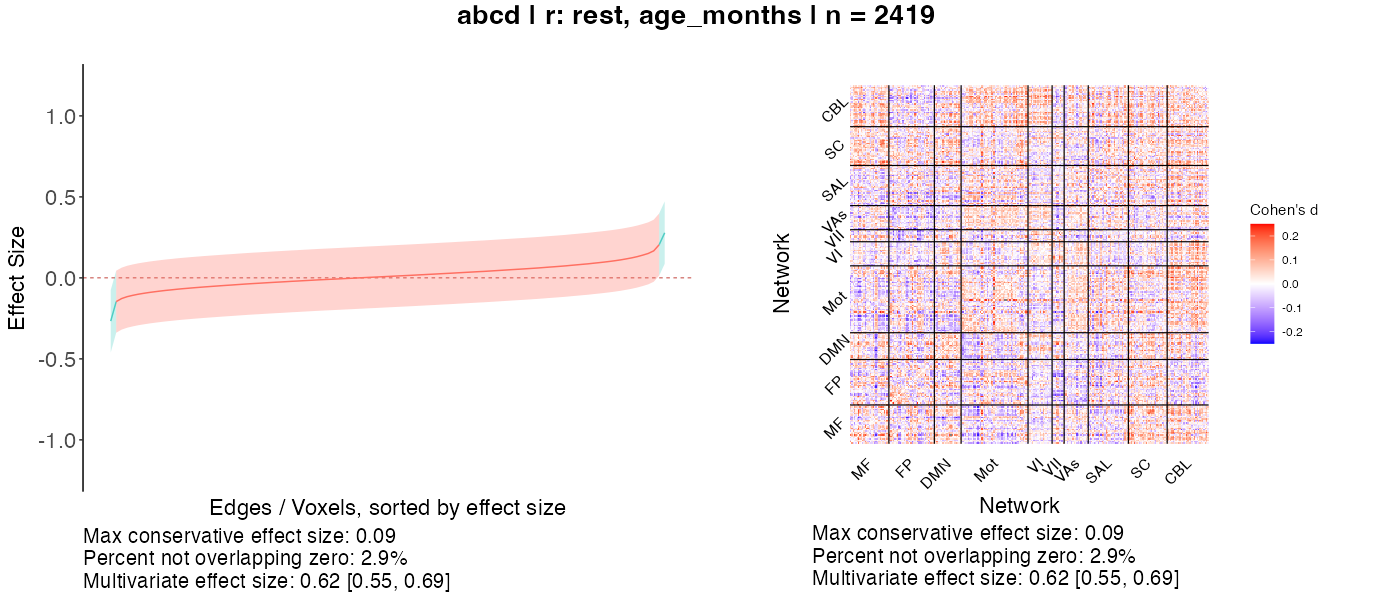 abcd | r: rest, age_months | n = 2419
Effect Size
1.0
0.5
0.0
-0.5
-1.0
Edges / Voxels, sorted by effect size
Max conservative effect size: 0.09
Percent not overlapping zero: 2.9%
Multivariate effect size: 0.62 [0.55, 0.69]
Network
CBL
SC
SAL
VAs
VII
VI
Mot
DMN
FP
MF
MF FP DMN Mot VI VII VAs SAL SC CBL
Network
Max conservative effect size: 0.09
Percent not overlapping zero: 2.9%
Multivariate effect size: 0.62 [0.55, 0.69]
Cohen's d
0.2
0.1
0.0
-0.1
-0.2